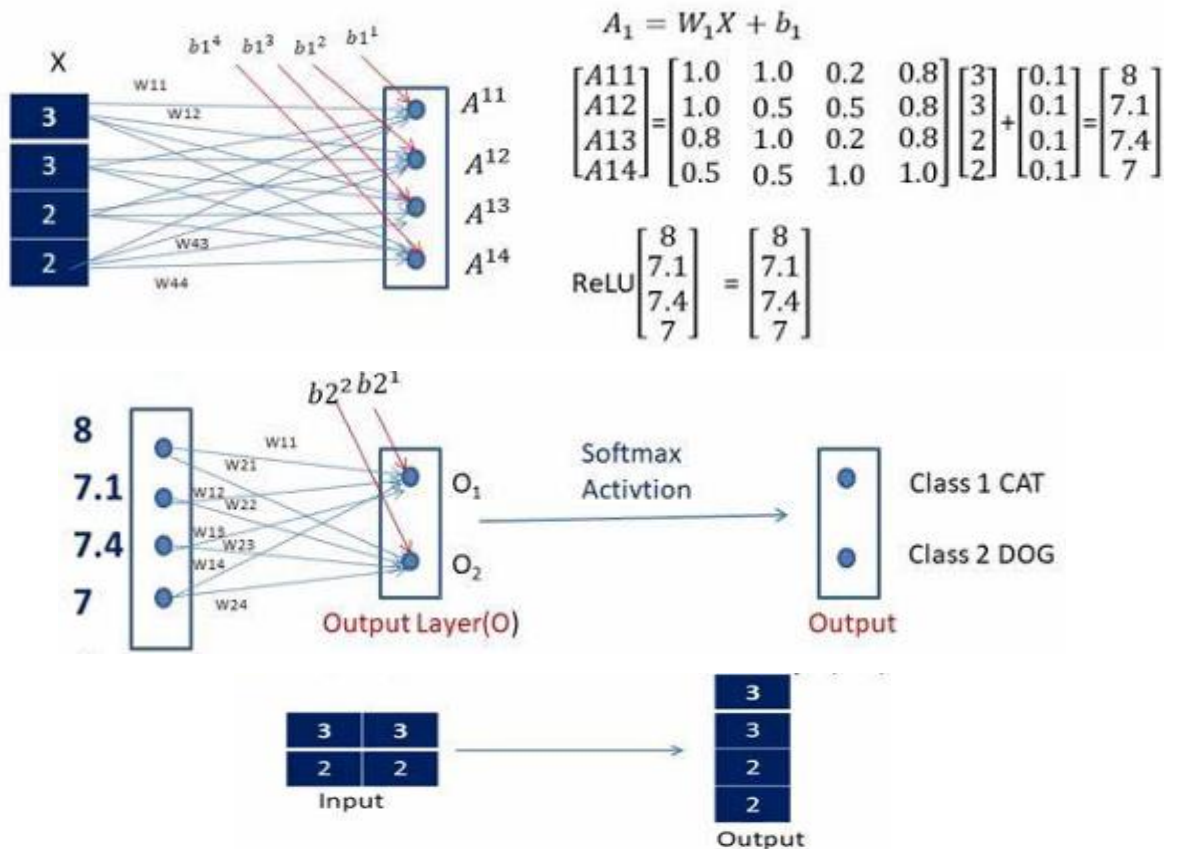 A₁ = W₁X + b₁
b1⁴ b1³ b1² b1¹
X
W11
W12
3
3
2
2
W43
W44
A¹¹
A¹²
A¹³
A¹⁴
[A11] = [1.0 1.0 0.2 0.8] [3] + [0.1] = [8]
[A12] [1.0 0.5 0.5 0.8] [3] [0.1] [7.1]
[A13] [0.8 1.0 0.2 0.8] [2] [0.1] [7.4]
[A14] [0.5 0.5 1.0 1.0] [2] [0.1] [7]
ReLU [8] = [8]
[7.1] [7.1]
[7.4] [7.4]
[7] [7]
b2² b2¹
8
7.1
7.4
7
W11
W21
W12
W22
W23
W14
W24
O₁
O₂
Output Layer(O)
Softmax
Activtion
Class 1 CAT
Class 2 DOG
Output
3 3
2 2
Input
3
3
2
2
Output